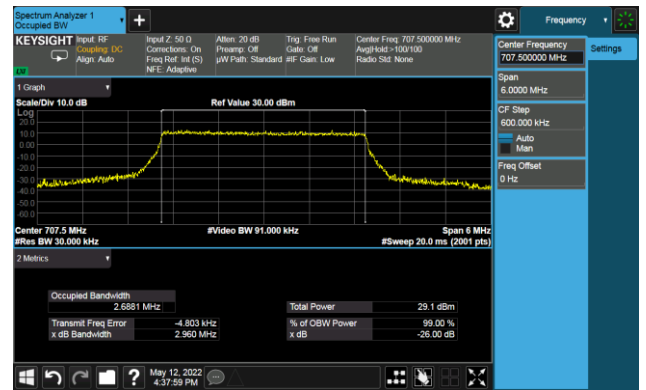 Spectrum Analyzer 1
Occupied BW
Frequency
KEYSIGHT
Input: RF
Coupling: DC
Align: Auto
Input Z: 50 Ω
Corrections: On
Freq Ref: Int (S)
NFE: Adaptive
Atten: 20 dB
Preamp: Off
µW Path: Standard
Trig: Free Run
Gate: Off
#IF Gain: Low
Center Freq: 707.500000 MHz
Avg|Hold:>100/100
Radio Std: None
Center Frequency
707.500000 MHz
Settings
Span
6.0000 MHz
CF Step
600.000 kHz
Auto
Man
Freq Offset
0 Hz
1 Graph
Scale/Div 10.0 dB
Ref Value 30.00 dBm
Log
20.0
10.0
0.00
-10.0
-20.0
-30.0
-40.0
-50.0
-60.0
Center 707.5 MHz
#Video BW 91.000 kHz
Span 6 MHz
#Res BW 30.000 kHz
#Sweep 20.0 ms (2001 pts)
2 Metrics
Occupied Bandwidth
2.6881 MHz
Total Power 29.1 dBm
Transmit Freq Error -4.803 kHz
% of OBW Power 99.00 %
x dB Bandwidth 2.960 MHz
x dB -26.00 dB
May 12, 2022
4:37:59 PM